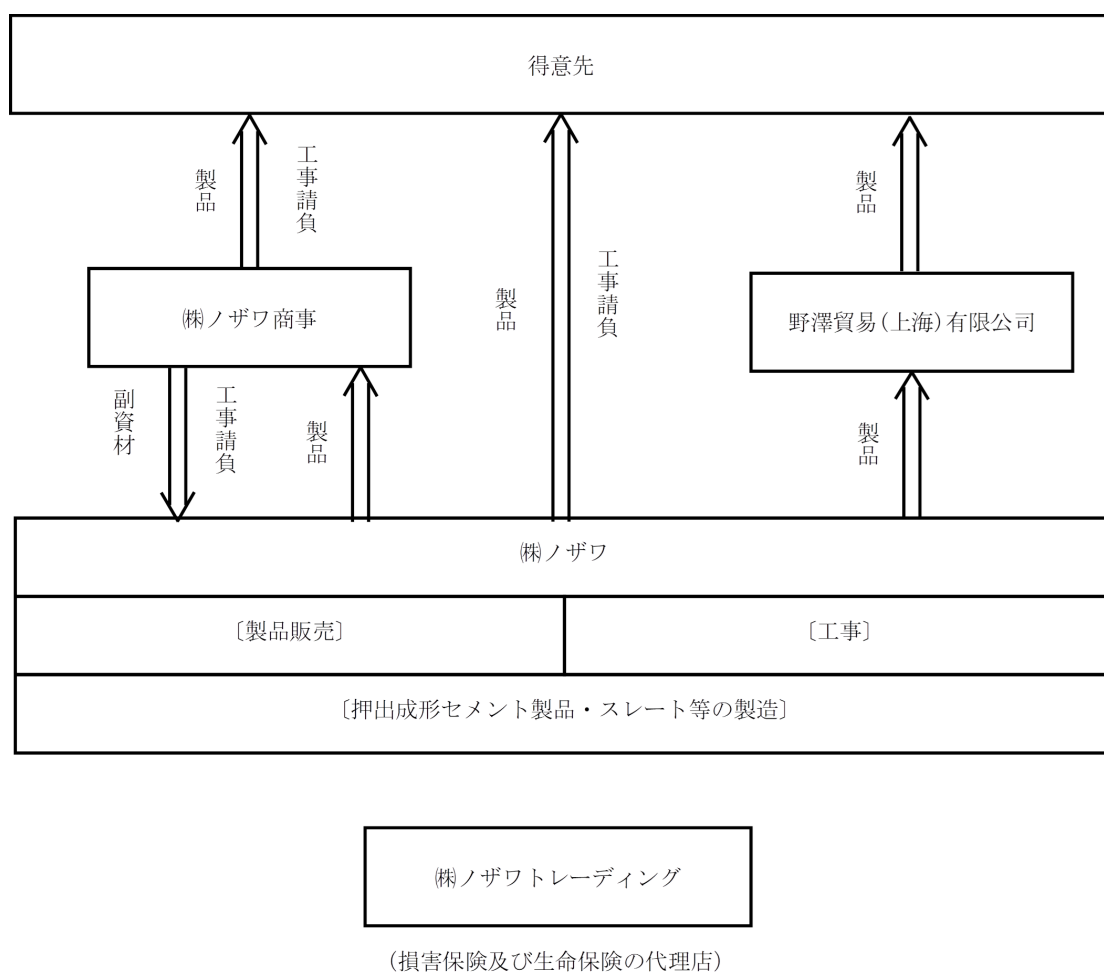 得意先
製品
工事請負
製品
工事請負
製品
㈱ノザワ商事
野澤貿易(上海)有限公司
副資材
工事請負
製品
製品
㈱ノザワ
〔製品販売〕
〔工事〕
〔押出成形セメント製品・スレート等の製造〕
㈱ノザワトレーディング
(損害保険及び生命保険の代理店)